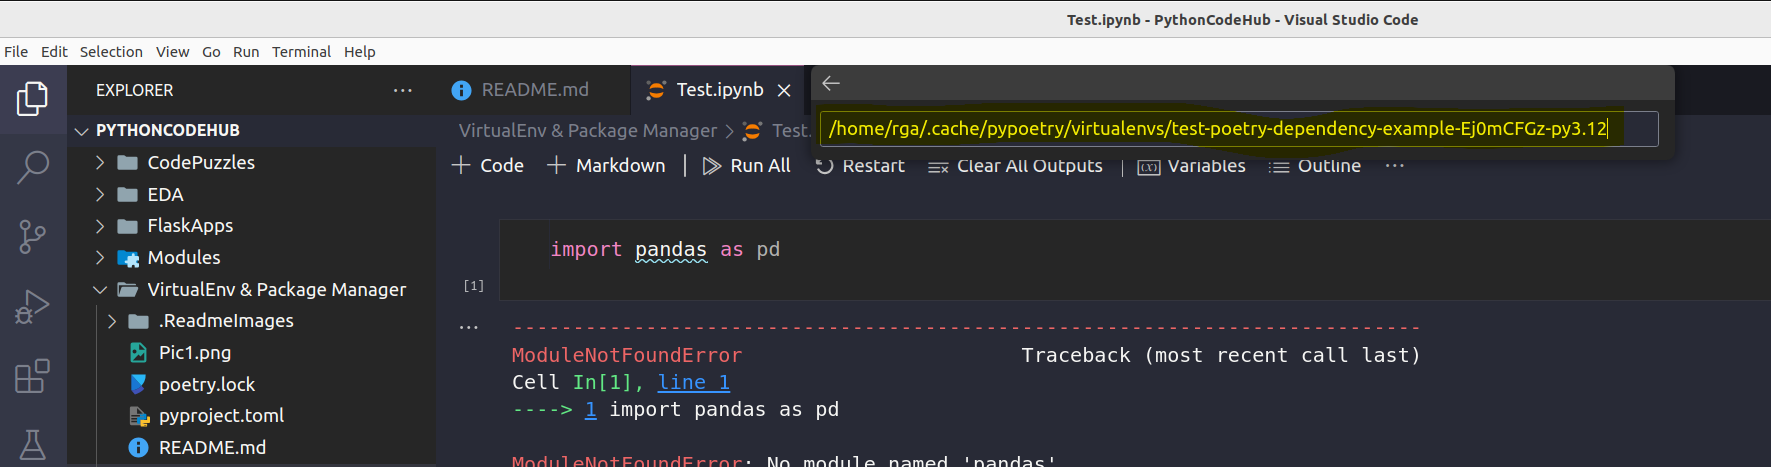 Test.ipynb - PythonCodeHub - Visual Studio Code
File Edit Selection View Go Run Terminal Help
EXPLORER
PYTHONCODEHUB
CodePuzzles
EDA
FlaskApps
Modules
VirtualEnv & Package Manager
.ReadmeImages
Pic1.png
poetry.lock
pyproject.toml
README.md
README.md Test.ipynb
/home/rga/.cache/pypoetry/virtualenvs/test-poetry-dependency-example-Ej0mCFGz-py3.12
VirtualEnv & Package Manager > Test.
+ Code + Markdown | Run All Restart Clear All Outputs | Variables Outline ...
import pandas as pd
[1]
... ---------------------------------------------------------------------------
ModuleNotFoundError Traceback (most recent call last)
Cell In[1], line 1
----> 1 import pandas as pd
ModuleNotFoundError: No module named 'pandas'